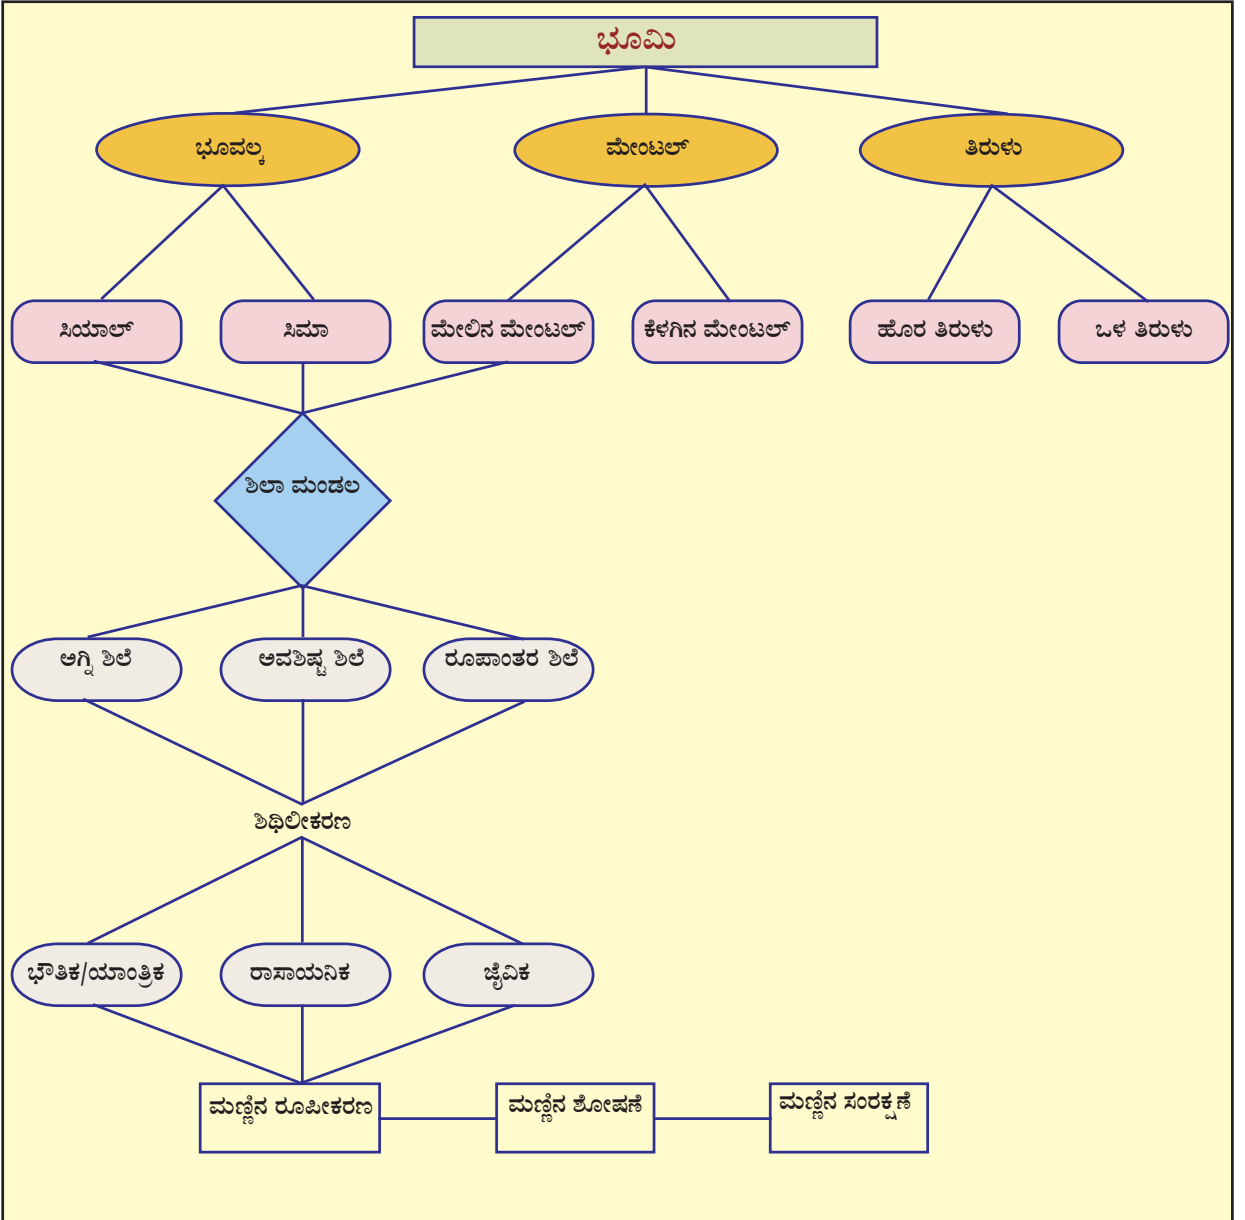 ಭೂಮಿ
ಭೂವಲ್ಕ
ಮೇಂಟಲ್
ತಿರುಳು
ಸಿಯಾಲ್
ಸಿಮಾ
ಮೇಲಿನ ಮೇಂಟಲ್
ಕೆಳಗಿನ ಮೇಂಟಲ್
ಹೊರ ತಿರುಳು
ಒಳ ತಿರುಳು
ಶಿಲಾ ಮಂಡಲ
ಅಗ್ನಿ ಶಿಲೆ
ಅವಶಿಷ್ಟ ಶಿಲೆ
ರೂಪಾಂತರ ಶಿಲೆ
ಶಿಥಿಲೀಕರಣ
ಭೌತಿಕ/ಯಾಂತ್ರಿಕ
ರಾಸಾಯನಿಕ
ಜೈವಿಕ
ಮಣ್ಣಿನ ರೂಪೀಕರಣ
ಮಣ್ಣಿನ ಶೋಷಣೆ
ಮಣ್ಣಿನ ಸಂರಕ್ಷಣೆ